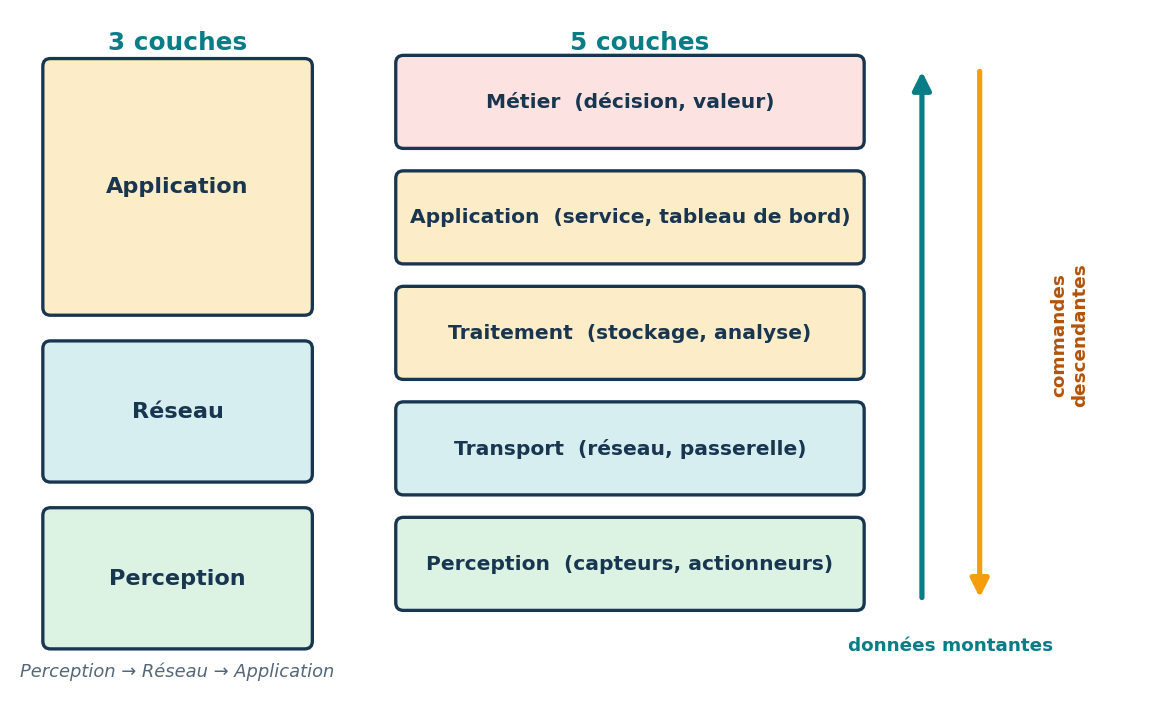 3 couches
Application
Réseau
Perception
Perception → Réseau → Application
5 couches
Métier (décision, valeur)
Application (service, tableau de bord)
Traitement (stockage, analyse)
Transport (réseau, passerelle)
Perception (capteurs, actionneurs)
données montantes
commandes
descendantes